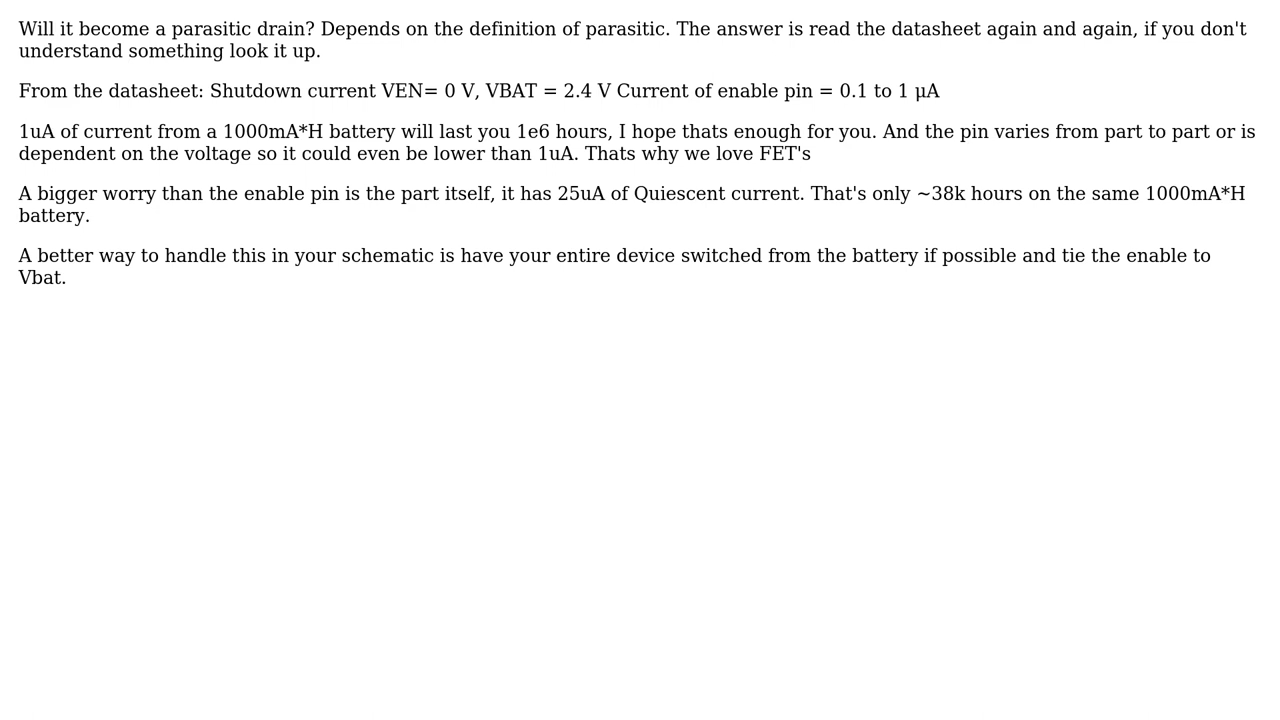 Will it become a parasitic drain? Depends on the definition of parasitic. The answer is read the datasheet again and again, if you don't
understand something look it up.
From the datasheet: Shutdown current VEN= 0 V, VBAT = 2.4 V Current of enable pin = 0.1 to 1 μA
1uA of current from a 1000mA*H battery will last you 1e6 hours, I hope thats enough for you. And the pin varies from part to part or is
dependent on the voltage so it could even be lower than 1uA. Thats why we love FET's
A bigger worry than the enable pin is the part itself, it has 25uA of Quiescent current. That's only ~38k hours on the same 1000mA*H
battery.
A better way to handle this in your schematic is have your entire device switched from the battery if possible and tie the enable to
Vbat.